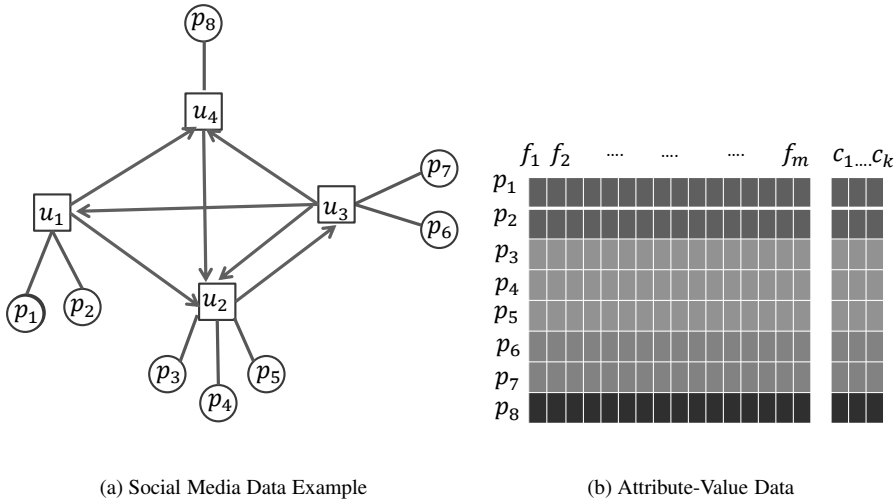 p₈
u₄
p₇
u₁
u₃
p₆
p₁
p₂
u₂
p₃
p₄
p₅
f₁ f₂ .... .... .... fₘ c₁....cₖ
p₁
p₂
p₃
p₄
p₅
p₆
p₇
p₈
(a) Social Media Data Example
(b) Attribute-Value Data